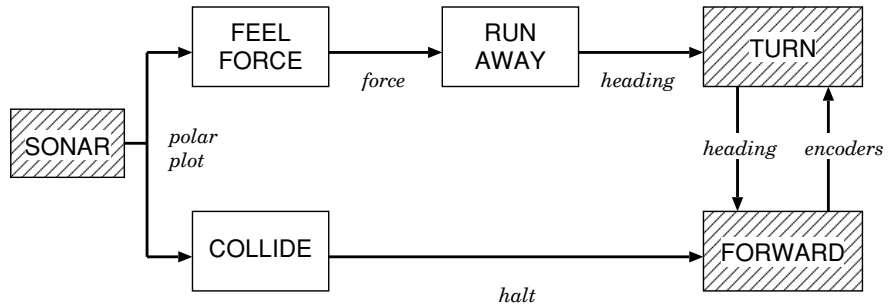 FEEL
FORCE
force
RUN
AWAY
heading
TURN
SONAR
polar
plot
heading
encoders
COLLIDE
halt
FORWARD